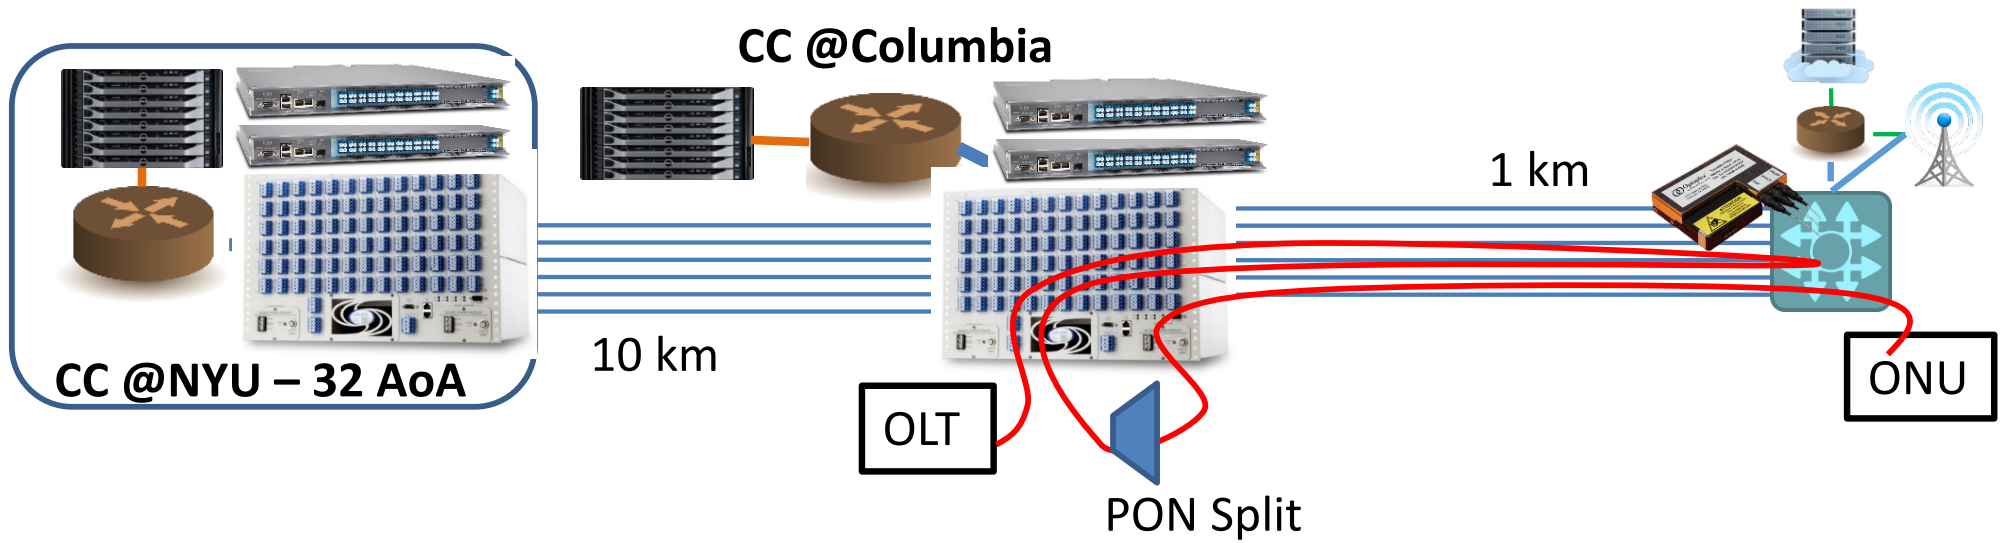 CC @Columbia
1 km
10 km
CC @NYU – 32 AoA
OLT
ONU
PON Split